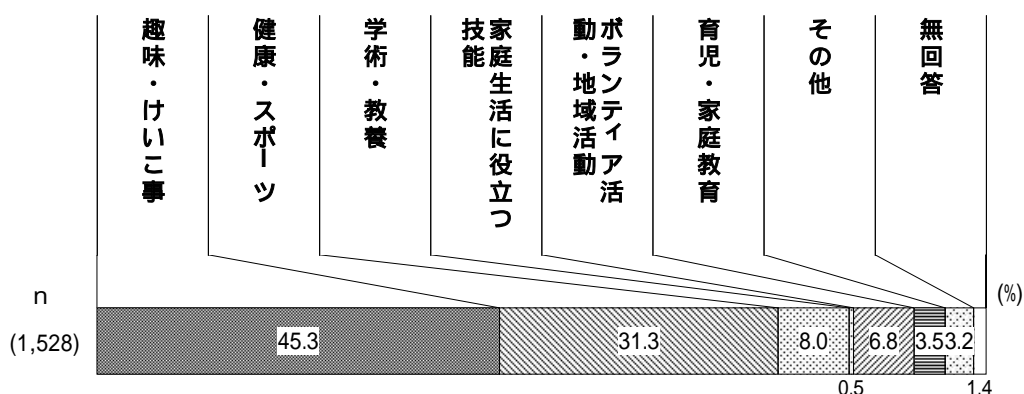 趣味・けいこ事
健康・スポーツ
学術・教養
家庭生活に役立つ
技能
ボランティア活
動・地域活動
育児・家庭教育
その他
無回答
n
(%)
(1,528)
45.3
31.3
8.0
6.8
3.5
3.2
0.5
1.4